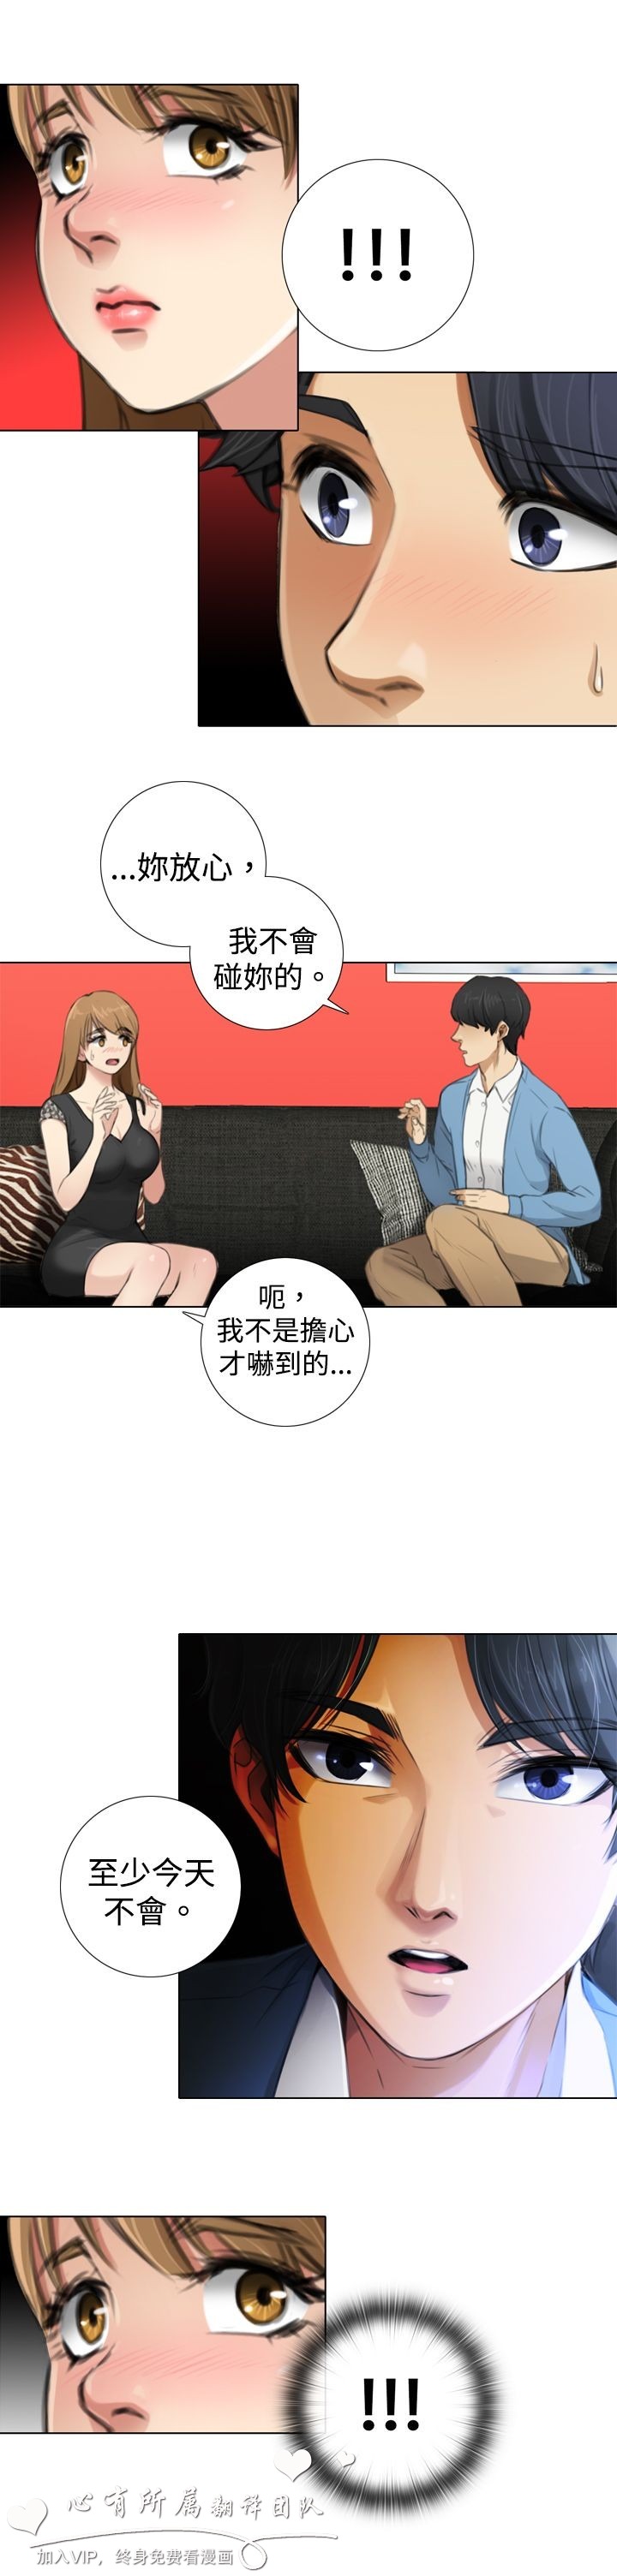 !!!
...妳放心，
我不會
碰妳的。
呃，
我不是擔心
才嚇到的...
至少今天
不會。
!!!
心有所属翻译团队
加入VIP，终身免费看漫画